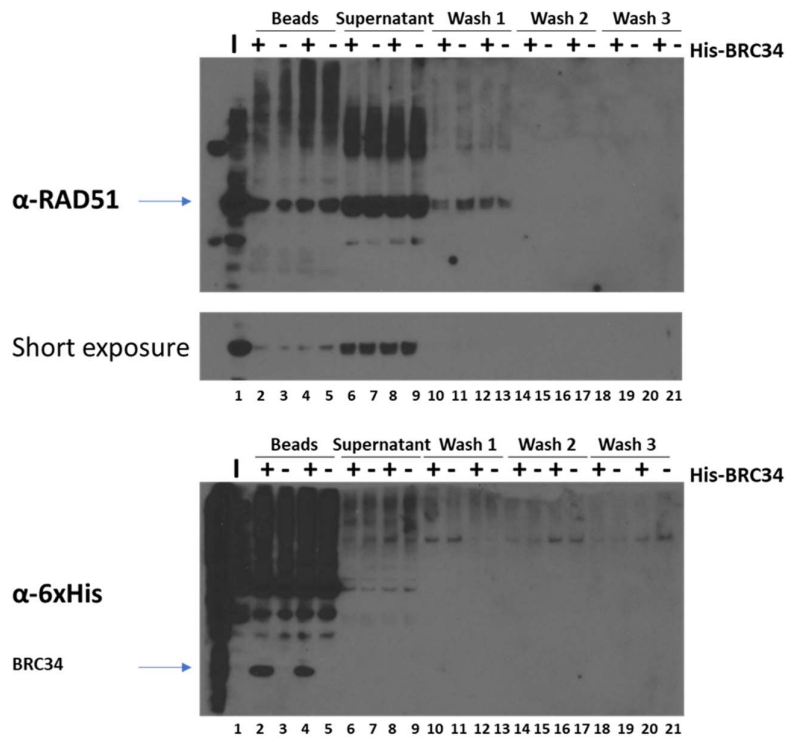 Beads Supernatant Wash 1 Wash 2 Wash 3
I + - + - + - + - + - + - + - + - + - + - His-BRC34
α-RAD51
Short exposure
1 2 3 4 5 6 7 8 9 10 11 12 13 14 15 16 17 18 19 20 21
Beads Supernatant Wash 1 Wash 2 Wash 3
I + - + - + - + - + - + - + - + - + - + - His-BRC34
α-6xHis
BRC34
1 2 3 4 5 6 7 8 9 10 11 12 13 14 15 16 17 18 19 20 21